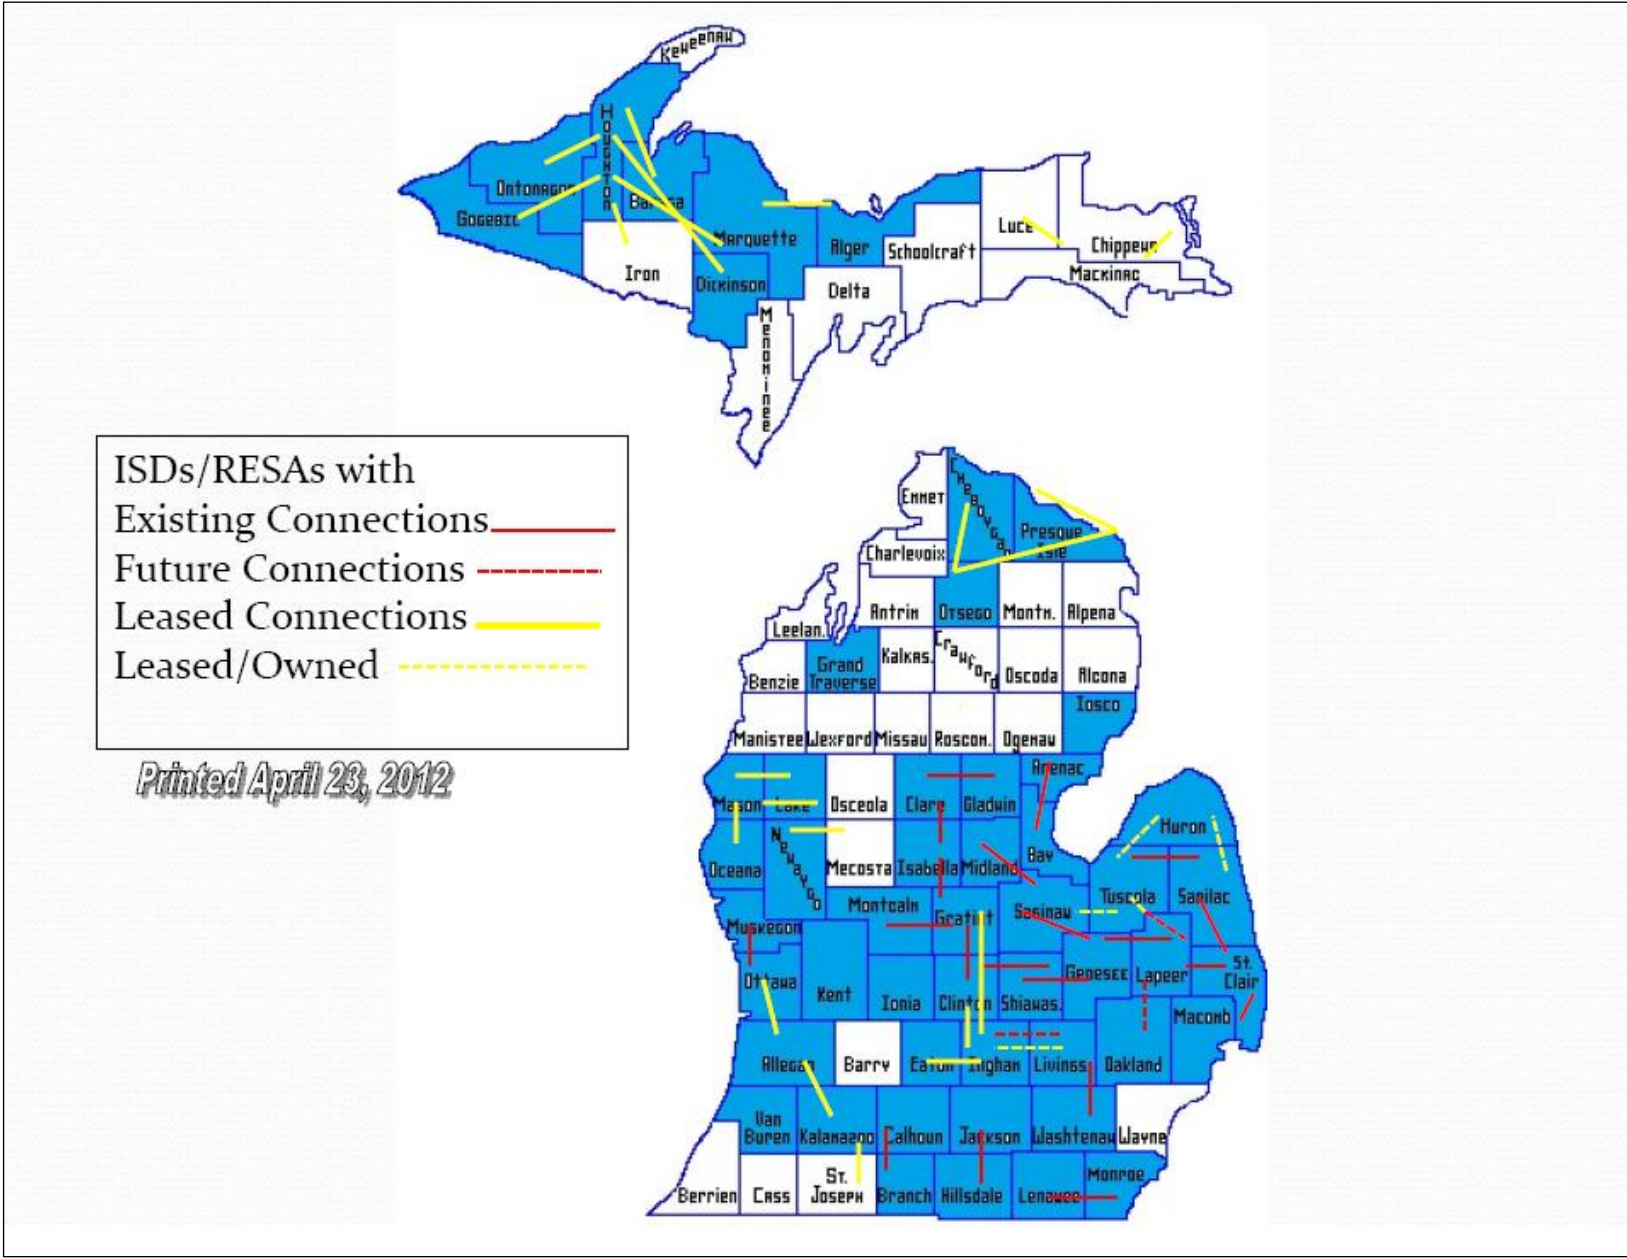 Keweenaw
Houghton
Ontonagon
Baraga
Gogebic
Marquette
Alger
Luce
Chippewa
Schoolcraft
Mackinac
Iron
Dickinson
Delta
Menominee
ISDs/RESAs with
Existing Connections
Future Connections
Leased Connections
Leased/Owned
Printed April 23, 2012
Cheboygan
Emmet
Presque
Isle
Charlevoix
Antrim
Otsego
Montm.
Alpena
Leelan.
Grand
Traverse
Kalkas.
Crawford
Oscoda
Alcona
Benzie
Iosco
Manistee
Wexford
Missau
Roscom.
Ogemaw
Arenac
Mason
Lake
Osceola
Clare
Gladwin
Huron
Oceana
Newaygo
Mecosta
Isabella
Midland
Bay
Tuscola
Sanilac
Montcalm
Gratiot
Saginaw
Muskegon
Ottawa
Kent
Ionia
Clinton
Shiawas.
Genesee
Lapeer
St.
Clair
Macomb
Allegan
Barry
Eaton
Ingham
Livings.
Oakland
Van
Buren
Kalamazoo
Calhoun
Jackson
Washtenaw
Wayne
Berrien
Cass
St.
Joseph
Branch
Hillsdale
Lenawee
Monroe